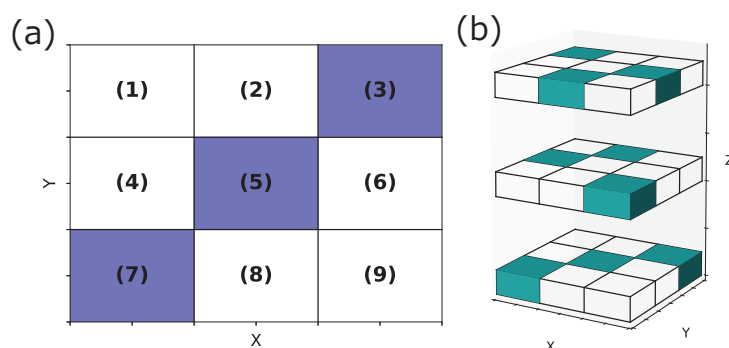 (a)
(b)
(1) (2) (3)
Y (4) (5) (6)
(7) (8) (9)
X
Z
Y
X